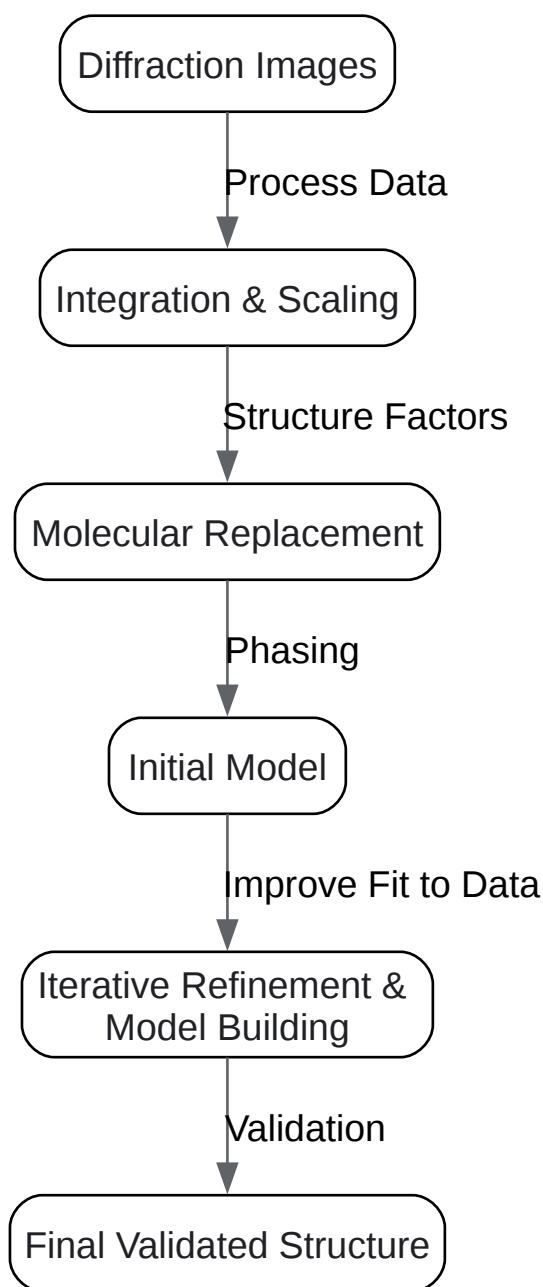 Diffraction Images
Process Data
Integration & Scaling
Structure Factors
Molecular Replacement
Phasing
Initial Model
Improve Fit to Data
Iterative Refinement &
Model Building
Validation
Final Validated Structure